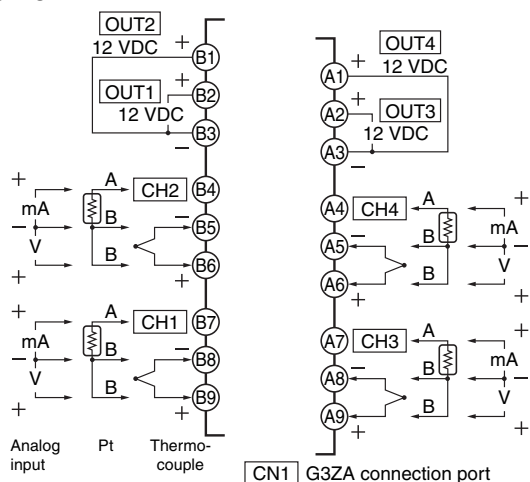 OUT2
12 VDC
+
B1
OUT1
+
12 VDC
B2
B3
−
+
A
CH2
B4
mA
−
B
−
B5
V
B
+
B6
+
+
A
CH1
B7
mA
−
B
−
B8
V
B
+
B9
+
Analog
input
Pt
Thermo-
couple
OUT4
+
12 VDC
A1
+
OUT3
A2
12 VDC
A3
−
A4
CH4
A
+
mA
A5
−
B
−
V
A6
+
B
+
A7
CH3
A
+
mA
A8
−
B
−
V
A9
+
B
+
CN1 G3ZA connection port